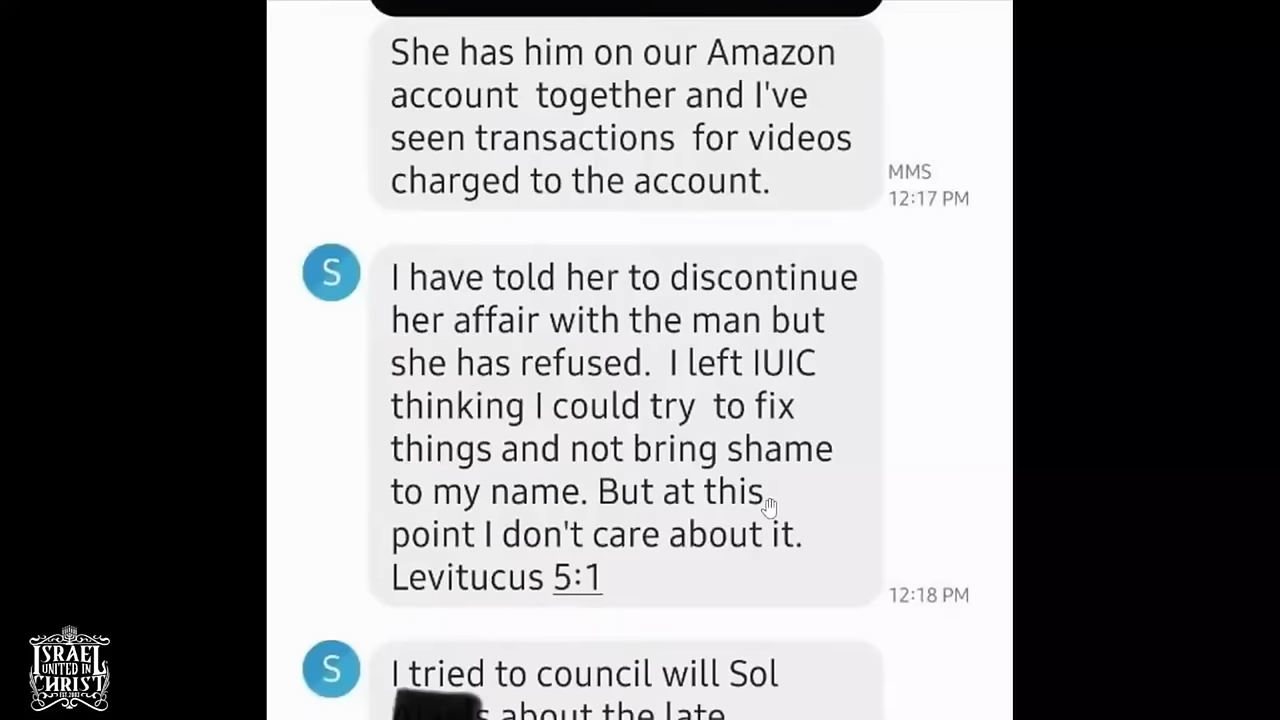 She has him on our Amazon
account together and I've
seen transactions for videos
charged to the account.
MMS
12:17 PM
S
I have told her to discontinue
her affair with the man but
she has refused. I left IUIC
thinking I could try to fix
things and not bring shame
to my name. But at this
point I don't care about it.
Levitucus 5:1
12:18 PM
S
I tried to council will Sol
about the late
ISRAEL
UNITED IN
CHRIST
EST. 2003